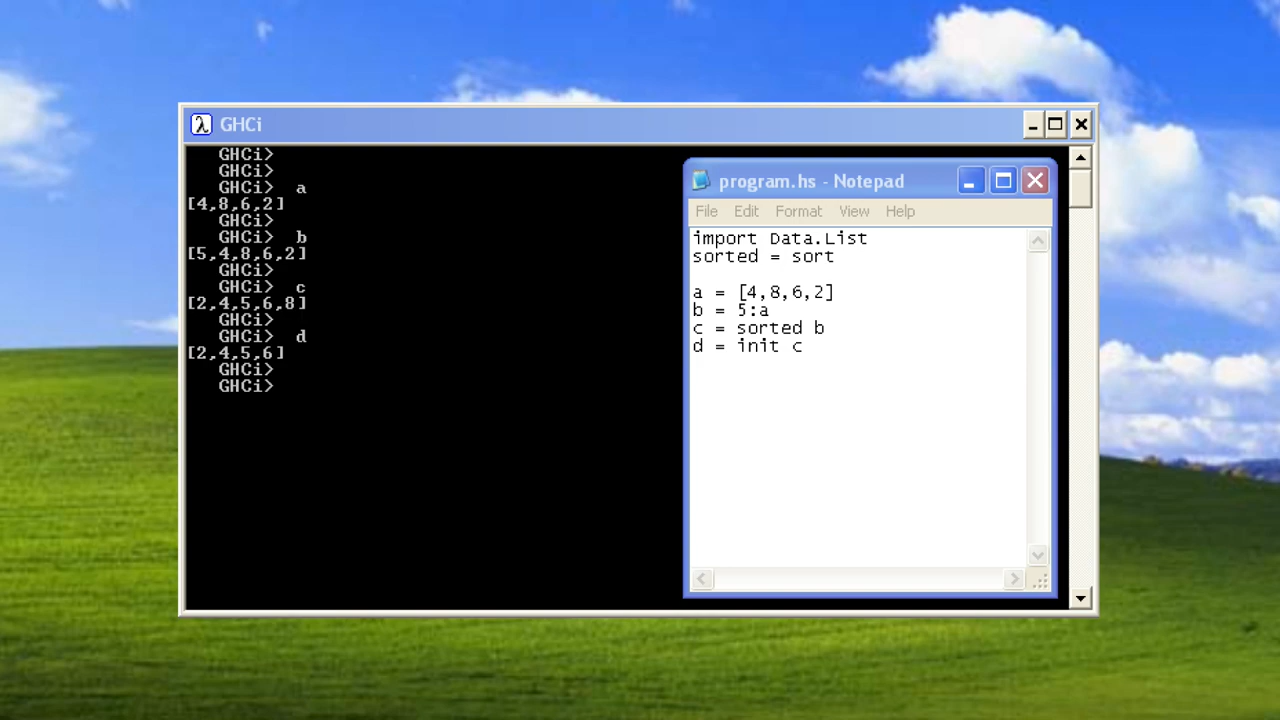 λ GHCi
GHCi>
GHCi>
GHCi> a
[4,8,6,2]
GHCi>
GHCi> b
[5,4,8,6,2]
GHCi>
GHCi> c
[2,4,5,6,8]
GHCi>
GHCi> d
[2,4,5,6]
GHCi>
GHCi>
program.hs - Notepad
File Edit Format View Help
import Data.List
sorted = sort
a = [4,8,6,2]
b = 5:a
c = sorted b
d = init c